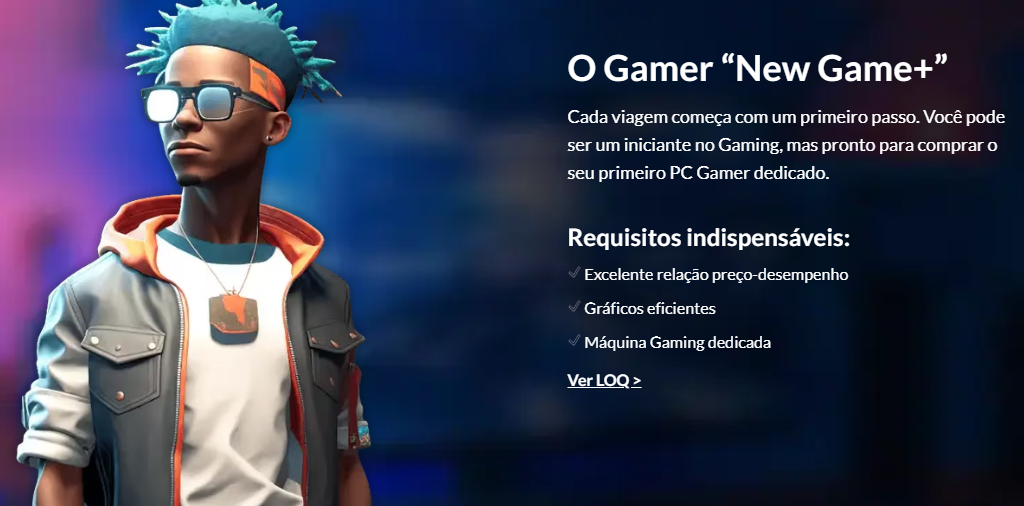 O Gamer “New Game+”
Cada viagem começa com um primeiro passo. Você pode
ser um iniciante no Gaming, mas pronto para comprar o
seu primeiro PC Gamer dedicado.
Requisitos indispensáveis:
Excelente relação preço-desempenho
Gráficos eficientes
Máquina Gaming dedicada
Ver LOQ >